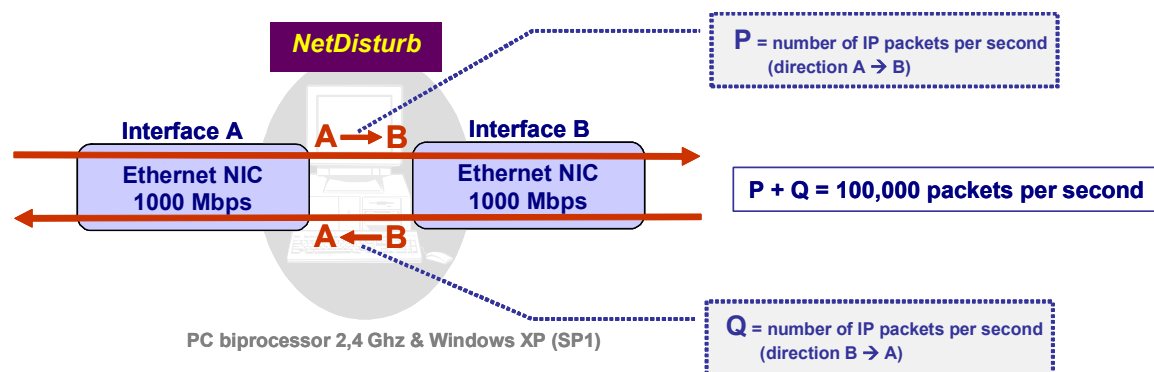 NetDisturb
P = number of IP packets per second
(direction A → B)
Interface A
A → B
Interface B
Ethernet NIC
1000 Mbps
Ethernet NIC
1000 Mbps
P + Q = 100,000 packets per second
A ← B
PC biprocessor 2,4 Ghz & Windows XP (SP1)
Q = number of IP packets per second
(direction B → A)